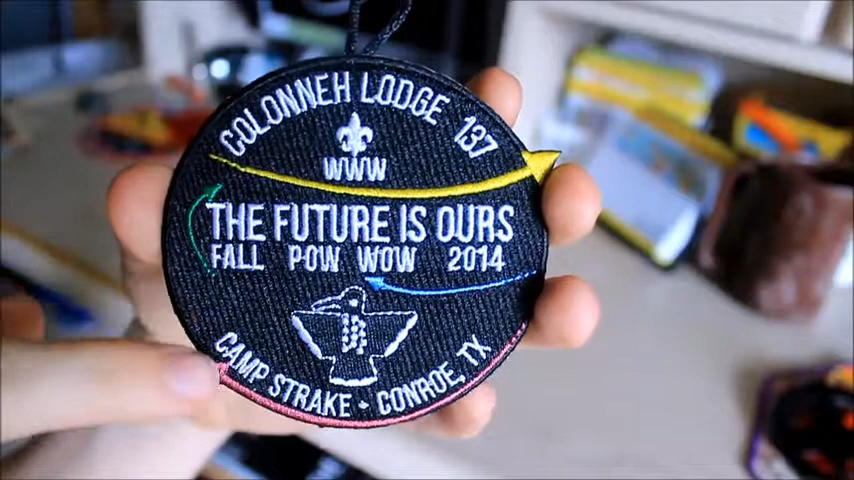 COLONNEH LODGE 137
WWW
THE FUTURE IS OURS
FALL POW WOW 2014
CAMP STRAKE • CONROE, TX